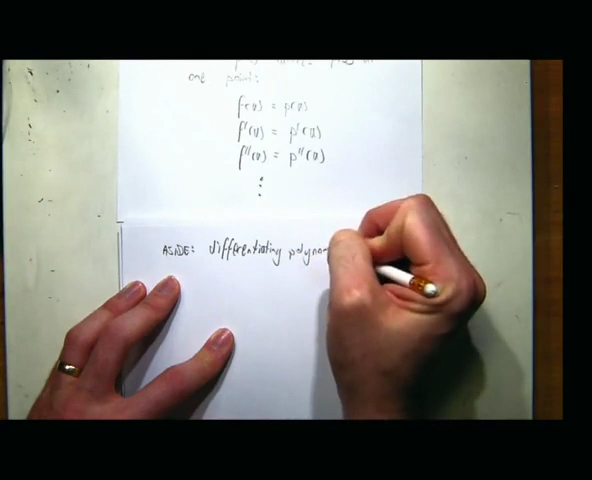 one point:
f(u) = p(u)
f'(u) = p'(u)
f''(u) = p''(u)
⋮
ASIDE: differentiating polynom